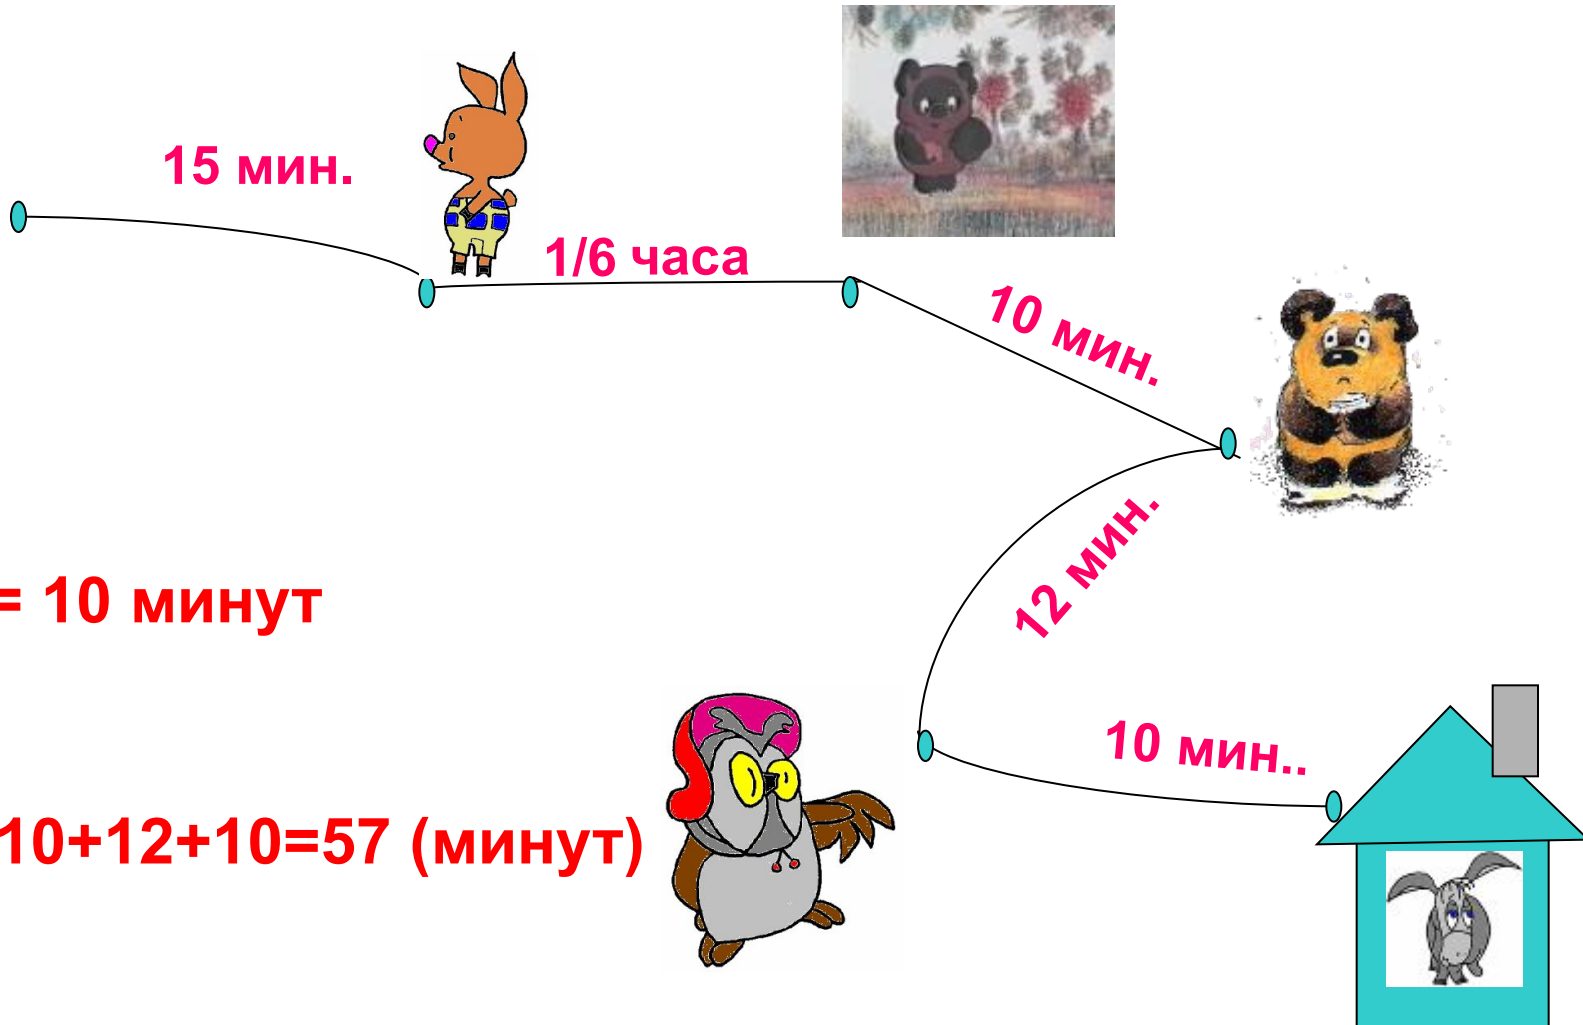 15 мин.
1/6 часа
10 мин.
12 мин.
= 10 минут
10 мин..
10+12+10=57 (минут)